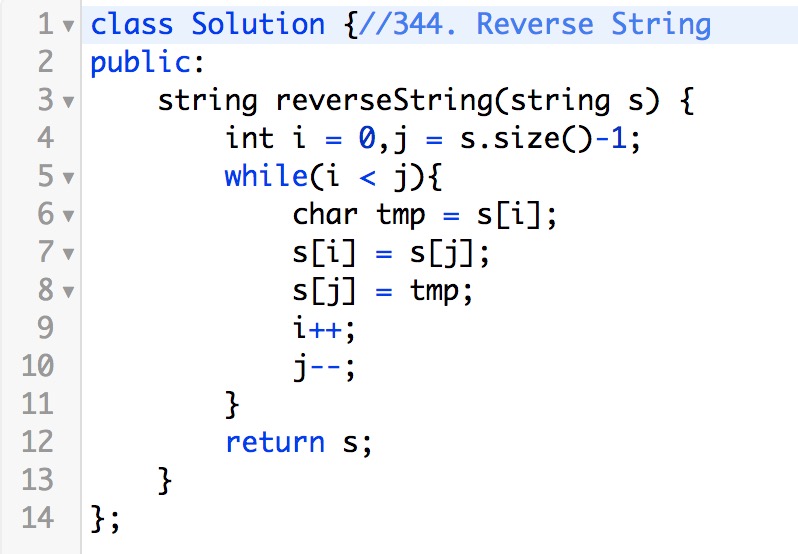 1 class Solution {//344. Reverse String
2 public:
3     string reverseString(string s) {
4         int i = 0,j = s.size()-1;
5         while(i < j){
6             char tmp = s[i];
7             s[i] = s[j];
8             s[j] = tmp;
9             i++;
10             j--;
11         }
12         return s;
13     }
14 };